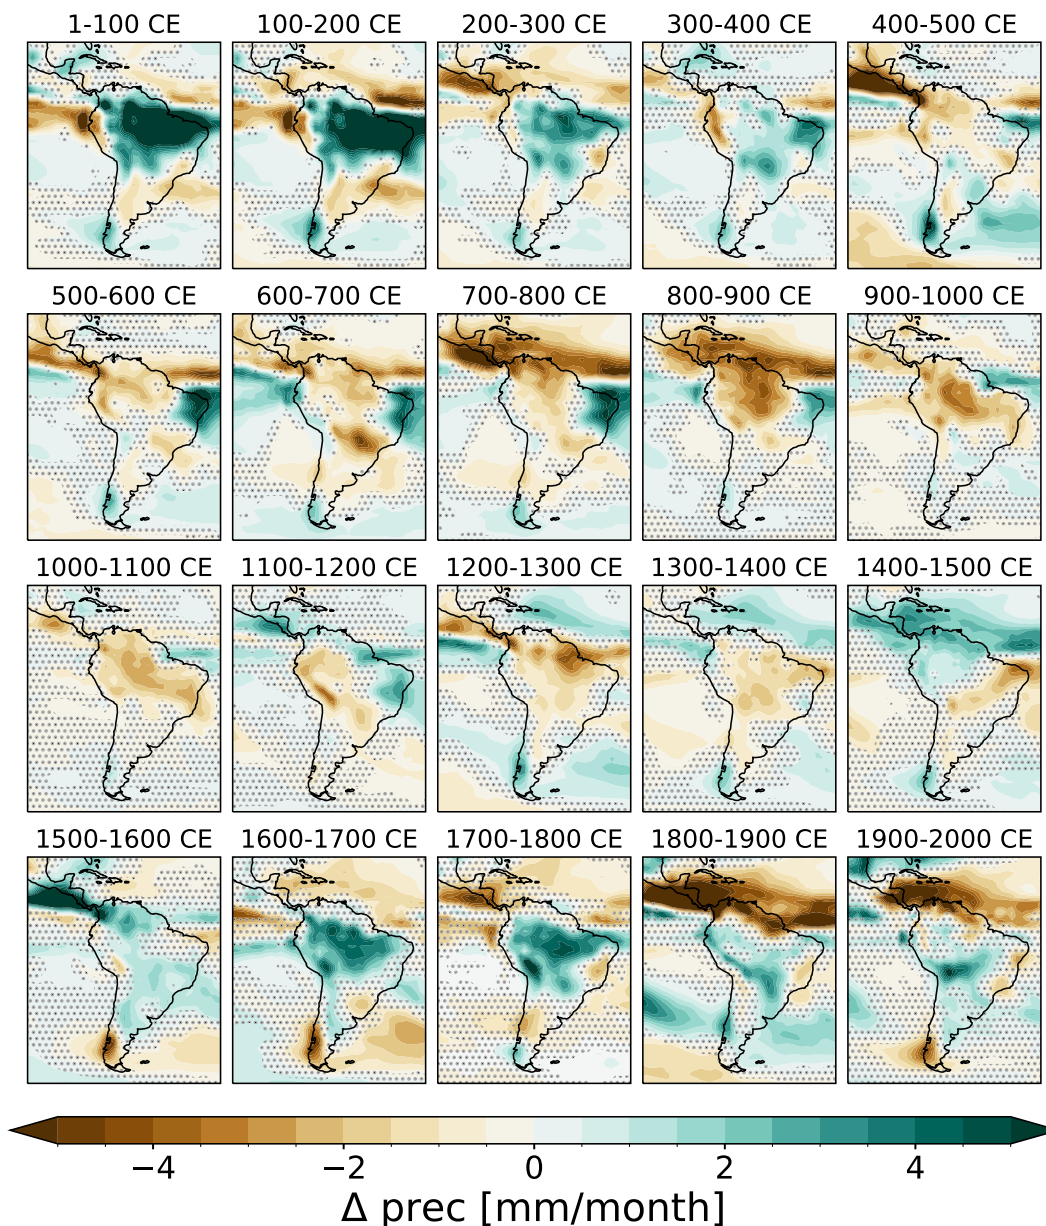 1-100 CE 100-200 CE 200-300 CE 300-400 CE 400-500 CE
500-600 CE 600-700 CE 700-800 CE 800-900 CE 900-1000 CE
1000-1100 CE 1100-1200 CE 1200-1300 CE 1300-1400 CE 1400-1500 CE
1500-1600 CE 1600-1700 CE 1700-1800 CE 1800-1900 CE 1900-2000 CE
−4 −2 0 2 4
Δ prec [mm/month]